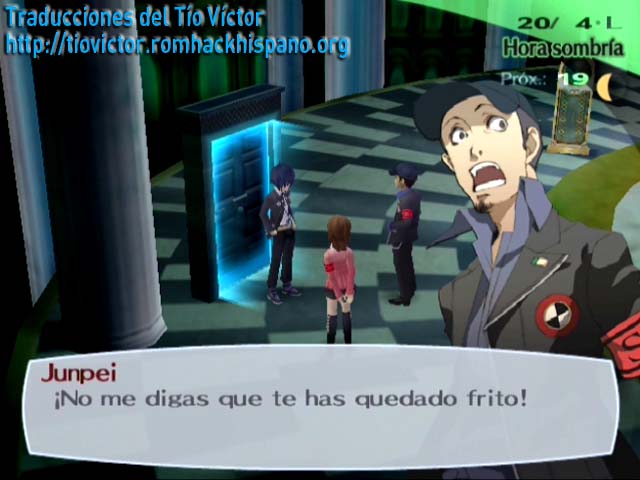 Traducciones del Tío Víctor
http://tiovictor.romhackhispano.org
20/ 4·L
Hora sombría
Próx.: 19
Junpei
¡No me digas que te has quedado frito!